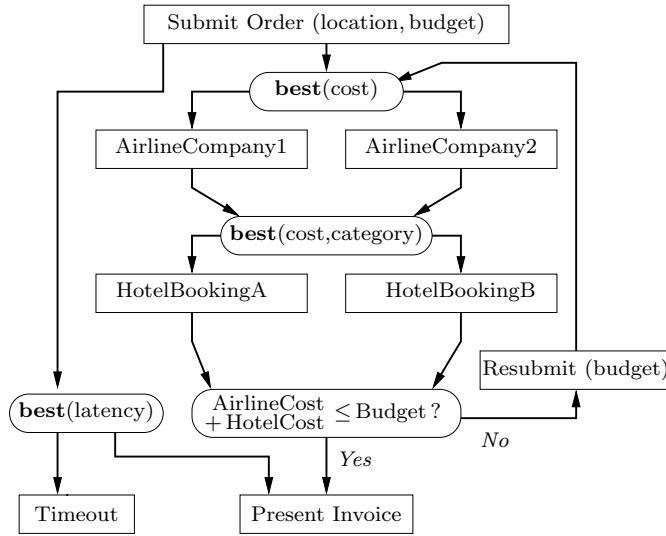 Submit Order (location, budget)
best(cost)
AirlineCompany1
AirlineCompany2
best(cost,category)
HotelBookingA
HotelBookingB
Resubmit (budget)
best(latency)
AirlineCost
+ HotelCost ≤ Budget ?
No
Yes
Timeout
Present Invoice